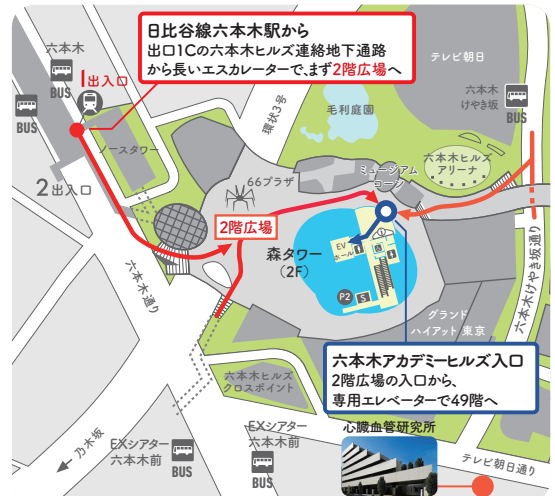 日比谷線六本木駅から
出口1Cの六本木ヒルズ連絡地下通路
から長いエスカレーターで、まず2階広場へ
六本木
BUS
1出入口
BUS
ノースタワー
2出入口
環状3号
テレビ朝日
毛利庭園
六本木
けやき坂
BUS
六本木ヒルズ
アリーナ
ミュージアム
コーン
66プラザ
2階広場
森タワー
(2F)
EV
ホール
P2
S
六本木通り
六本木けやき坂通り
グランド
ハイアット 東京
六本木アカデミーヒルズ入口
2階広場の入口から、
専用エレベーターで49階へ
六本木ヒルズ
クロスポイント
乃木坂
EXシアター
六本木前
BUS
EXシアター
六本木前
BUS
心臓血管研究所
テレビ朝日通り